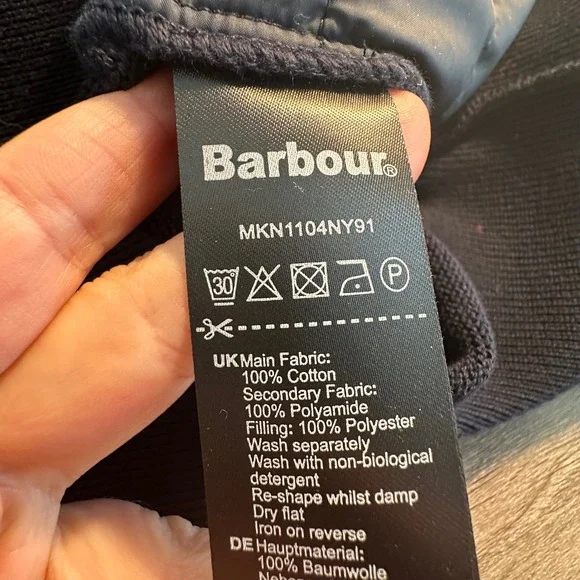 Barbour®
MKN1104NY91
30° P
UK Main Fabric:
100% Cotton
Secondary Fabric:
100% Polyamide
Filling: 100% Polyester
Wash separately
Wash with non-biological
detergent
Re-shape whilst damp
Dry flat
Iron on reverse
DE Hauptmaterial:
100% Baumwolle